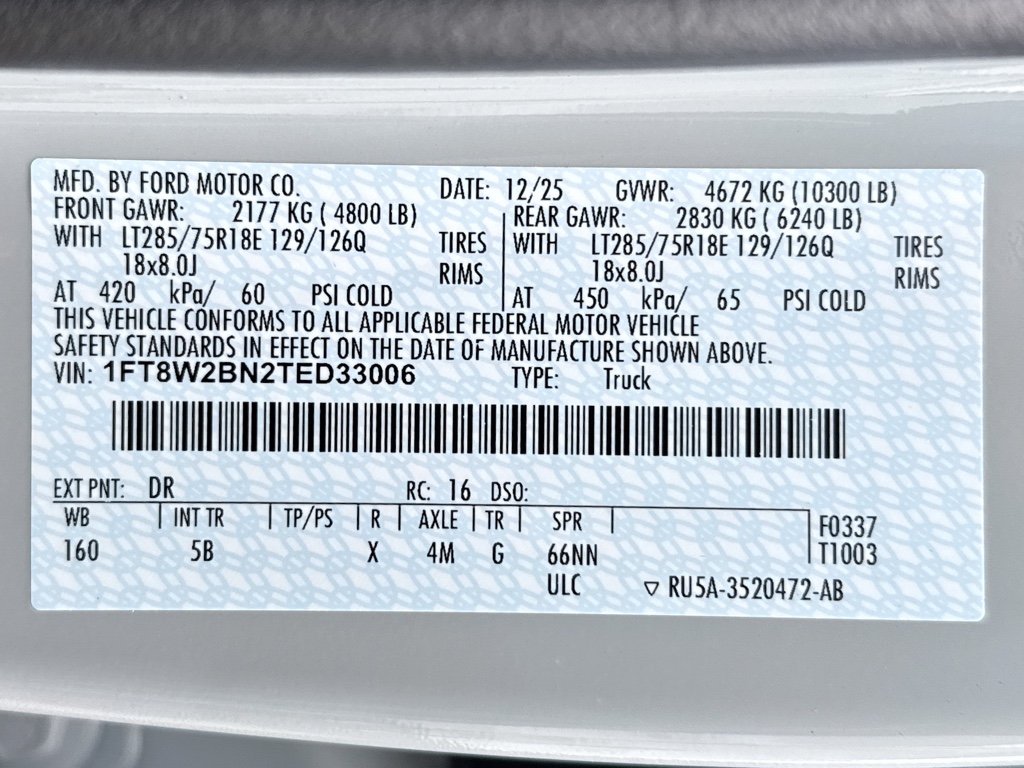 MFD. BY FORD MOTOR CO. DATE: 12/25 GVWR: 4672 KG (10300 LB)
FRONT GAWR: 2177 KG ( 4800 LB) REAR GAWR: 2830 KG ( 6240 LB)
WITH LT285/75R18E 129/126Q TIRES WITH LT285/75R18E 129/126Q TIRES
18x8.0J RIMS 18x8.0J RIMS
AT 420 kPa/ 60 PSI COLD AT 450 kPa/ 65 PSI COLD
THIS VEHICLE CONFORMS TO ALL APPLICABLE FEDERAL MOTOR VEHICLE
SAFETY STANDARDS IN EFFECT ON THE DATE OF MANUFACTURE SHOWN ABOVE.
VIN: 1FT8W2BN2TED33006 TYPE: Truck
EXT PNT: DR RC: 16 DSO:
WB INT TR TP/PS R AXLE TR SPR F0337
160 5B X 4M G 66NN T1003
ULC ▽ RU5A-3520472-AB